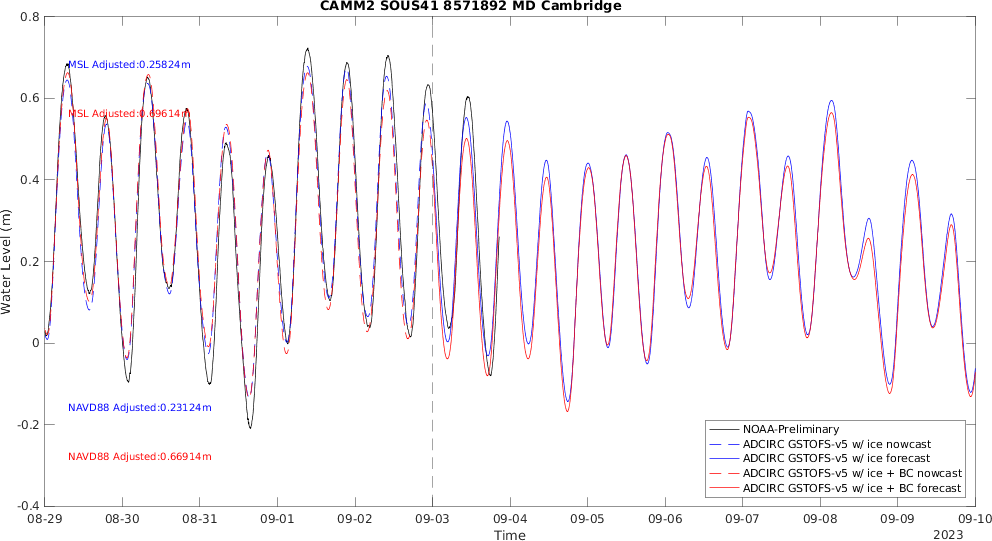 CAMM2 SOUS41 8571892 MD Cambridge
0.8
0.6
0.4
0.2
0
-0.2
-0.4
Water Level (m)
MSL Adjusted:0.25824m
MSL Adjusted:0.69614m
NAVD88 Adjusted:0.23124m
NAVD88 Adjusted:0.66914m
NOAA-Preliminary
ADCIRC GSTOFS-v5 w/ ice nowcast
ADCIRC GSTOFS-v5 w/ ice forecast
ADCIRC GSTOFS-v5 w/ ice + BC nowcast
ADCIRC GSTOFS-v5 w/ ice + BC forecast
08-29 08-30 08-31 09-01 09-02 09-03 09-04 09-05 09-06 09-07 09-08 09-09 09-10
Time
2023